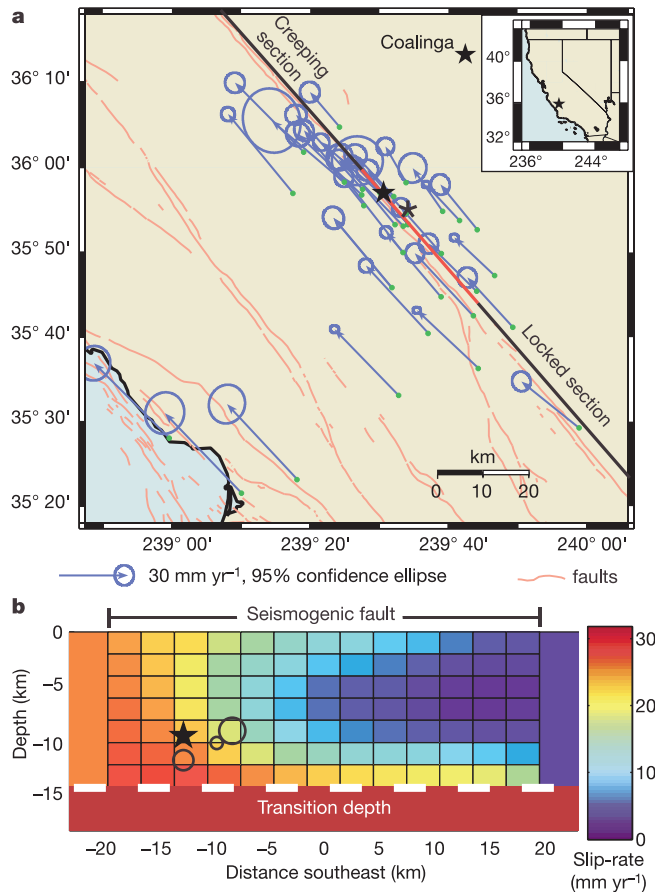 a
Coalinga
Creeping
section
Locked section
40°
36°
32°
236°
244°
36° 10'
36° 00'
35° 50'
35° 40'
35° 30'
35° 20'
km
0 10 20
239° 00'
239° 20'
239° 40'
240° 00'
30 mm yr⁻¹, 95% confidence ellipse
faults
b
Seismogenic fault
0
−5
−10
−15
Depth (km)
Transition depth
−20 −15 −10 −5 0 5 10 15 20
Distance southeast (km)
30
20
10
0
Slip-rate
(mm yr⁻¹)